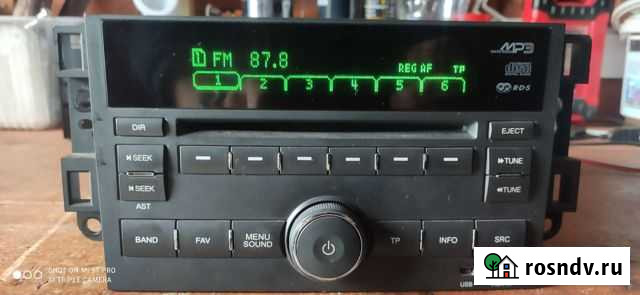 1 FM 87.8
REG AF TP
1 2 3 4 5 6
MP3
RDS
DIR
EJECT
SEEK
TUNE
SEEK
TUNE
AST
BAND
FAV
MENU
SOUND
TP
INFO
SRC
USB
SHOT ON MI 9T PRO
AI TRIPLE CAMERA
rosndv.ru